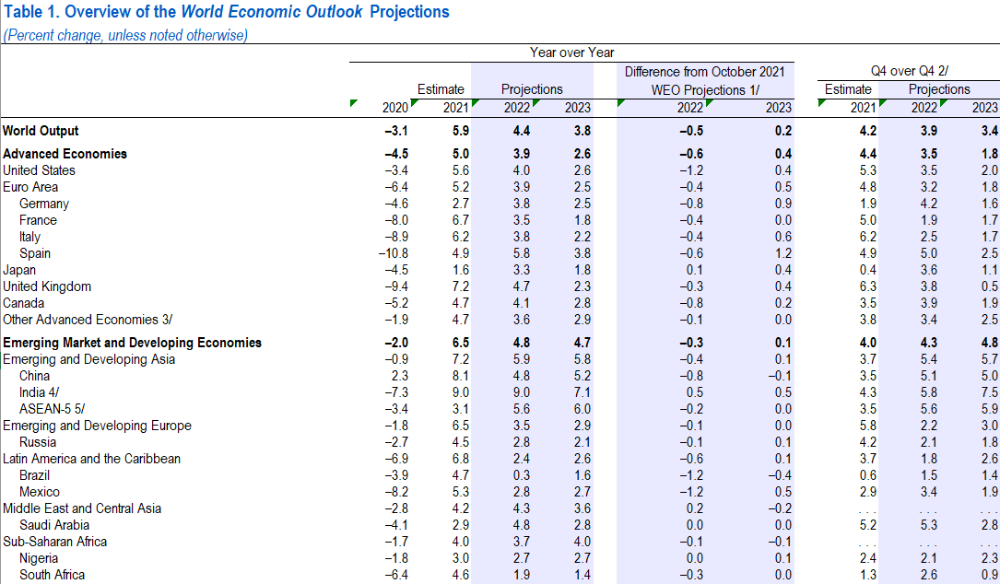 Table 1. Overview of the World Economic Outlook Projections
(Percent change, unless noted otherwise)
Year over Year
Difference from October 2021 Q4 over Q4 2/
Estimate Projections WEO Projections 1/ Estimate Projections
2020 2021 2022 2023 2022 2023 2021 2022 2023
World Output –3.1 5.9 4.4 3.8 –0.5 0.2 4.2 3.9 3.4
Advanced Economies –4.5 5.0 3.9 2.6 –0.6 0.4 4.4 3.5 1.8
United States –3.4 5.6 4.0 2.6 –1.2 0.4 5.3 3.5 2.0
Euro Area –6.4 5.2 3.9 2.5 –0.4 0.5 4.8 3.2 1.8
Germany –4.6 2.7 3.8 2.5 –0.8 0.9 1.9 4.2 1.6
France –8.0 6.7 3.5 1.8 –0.4 0.0 5.0 1.9 1.7
Italy –8.9 6.2 3.8 2.2 –0.4 0.6 6.2 2.5 1.7
Spain –10.8 4.9 5.8 3.8 –0.6 1.2 4.9 5.0 2.5
Japan –4.5 1.6 3.3 1.8 0.1 0.4 0.4 3.6 1.1
United Kingdom –9.4 7.2 4.7 2.3 –0.3 0.4 6.3 3.8 0.5
Canada –5.2 4.7 4.1 2.8 –0.8 0.2 3.5 3.9 1.9
Other Advanced Economies 3/ –1.9 4.7 3.6 2.9 –0.1 0.0 3.8 3.4 2.5
Emerging Market and Developing Economies –2.0 6.5 4.8 4.7 –0.3 0.1 4.0 4.3 4.8
Emerging and Developing Asia –0.9 7.2 5.9 5.8 –0.4 0.1 3.7 5.4 5.7
China 2.3 8.1 4.8 5.2 –0.8 –0.1 3.5 5.1 5.0
India 4/ –7.3 9.0 9.0 7.1 0.5 0.5 4.3 5.8 7.5
ASEAN-5 5/ –3.4 3.1 5.6 6.0 –0.2 0.0 3.5 5.6 5.9
Emerging and Developing Europe –1.8 6.5 3.5 2.9 –0.1 0.0 5.8 2.2 3.0
Russia –2.7 4.5 2.8 2.1 –0.1 0.1 4.2 2.1 1.8
Latin America and the Caribbean –6.9 6.8 2.4 2.6 –0.6 0.1 3.7 1.8 2.6
Brazil –3.9 4.7 0.3 1.6 –1.2 –0.4 0.6 1.5 1.4
Mexico –8.2 5.3 2.8 2.7 –1.2 0.5 2.9 3.4 1.9
Middle East and Central Asia –2.8 4.2 4.3 3.6 0.2 –0.2 . . . . . . . . .
Saudi Arabia –4.1 2.9 4.8 2.8 0.0 0.0 5.2 5.3 2.8
Sub-Saharan Africa –1.7 4.0 3.7 4.0 –0.1 –0.1 . . . . . . . . .
Nigeria –1.8 3.0 2.7 2.7 0.0 0.1 2.4 2.1 2.3
South Africa –6.4 4.6 1.9 1.4 –0.3 0.0 1.3 2.6 0.9